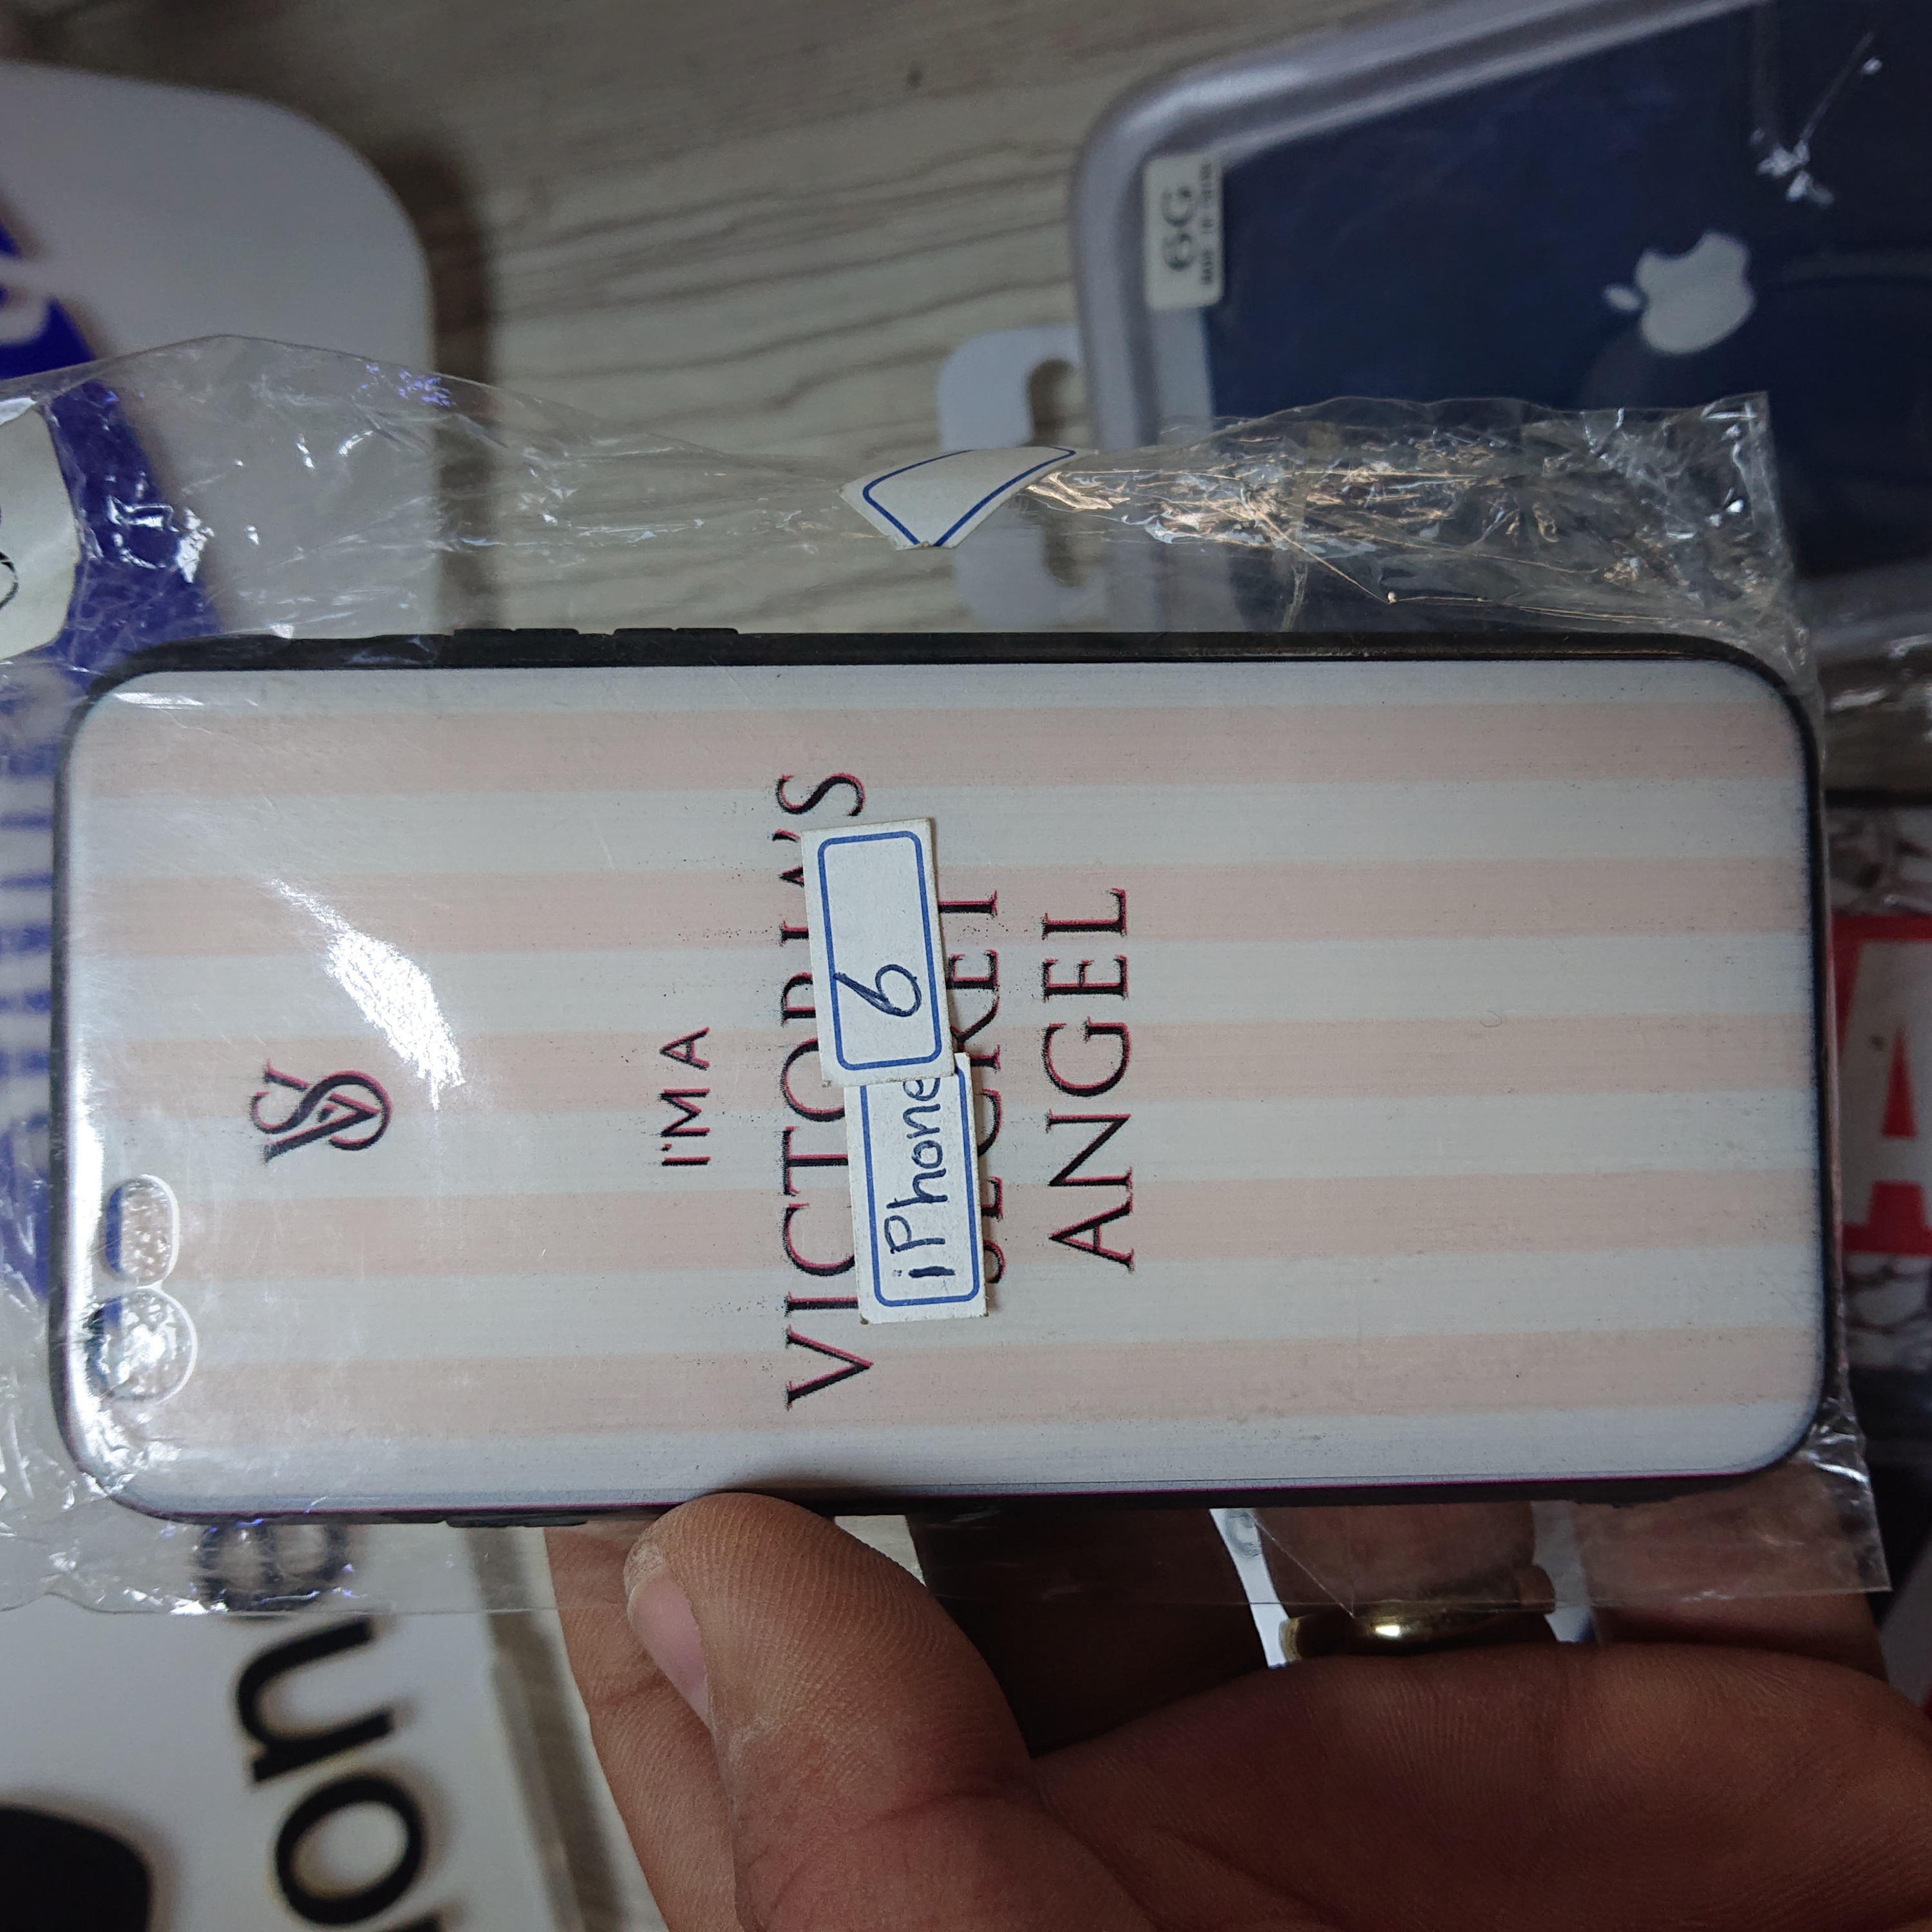 VS
I'M A
VICTORIA'S
SECRET
ANGEL
iPhone 6
6G